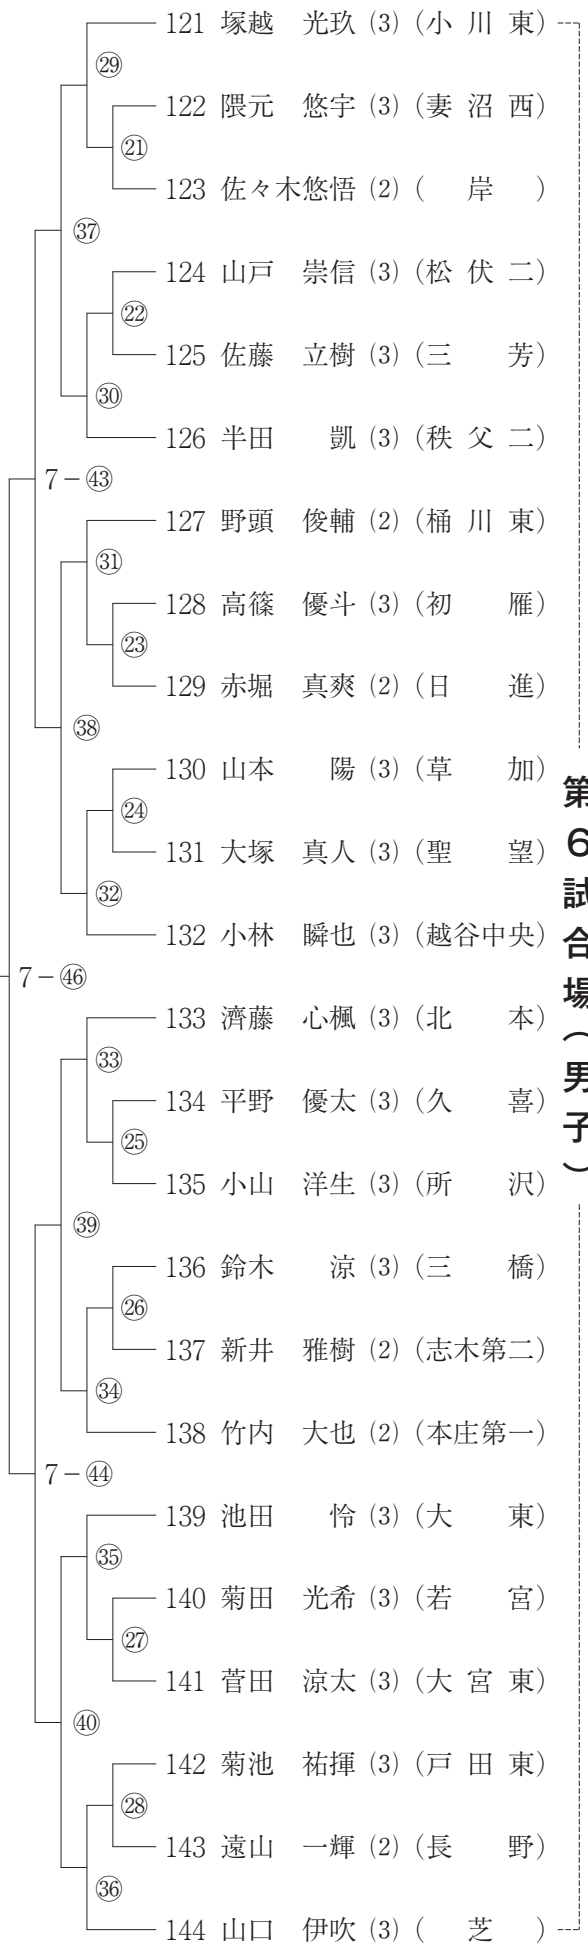 121 塚越　光玖 (3) (小 川 東)
㉙
122 隈元　悠宇 (3) (妻 沼 西)
㉑
123 佐々木悠悟 (2) (　岸　)
㊲
124 山戸　崇信 (3) (松 伏 二)
㉒
125 佐藤　立樹 (3) (三　　芳)
㉚
126 半田　　凱 (3) (秩 父 二)
7－㊸
127 野頭　俊輔 (2) (桶 川 東)
㉛
128 高篠　優斗 (3) (初　　雁)
㉓
129 赤堀　真爽 (2) (日　　進)
㊳
130 山本　　陽 (3) (草　　加)
㉔
131 大塚　真人 (3) (聖　　望)
㉜
132 小林　瞬也 (3) (越谷中央)
7－㊻
133 濟藤　心楓 (3) (北　　本)
㉝
134 平野　優太 (3) (久　　喜)
㉕
135 小山　洋生 (3) (所　　沢)
㊴
136 鈴木　　涼 (3) (三　　橋)
㉖
137 新井　雅樹 (2) (志木第二)
㉞
138 竹内　大也 (2) (本庄第一)
7－㊹
139 池田　　怜 (3) (大　　東)
㉟
140 菊田　光希 (3) (若　　宮)
㉗
141 菅田　涼太 (3) (大 宮 東)
㊵
142 菊池　祐揮 (3) (戸 田 東)
㉘
143 遠山　一輝 (2) (長　　野)
㊱
144 山口　伊吹 (3) (　芝　)
第６試合場（男子）